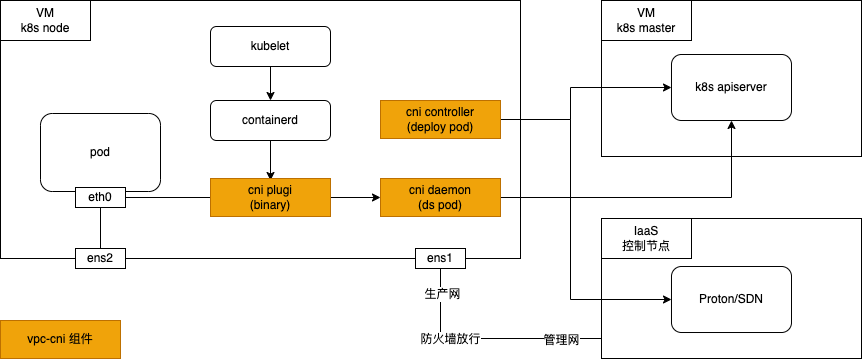 VM
k8s node
kubelet
containerd
pod
eth0
cni plugi
(binary)
cni controller
(deploy pod)
cni daemon
(ds pod)
ens2
ens1
VM
k8s master
k8s apiserver
IaaS
控制节点
Proton/SDN
生产网
防火墙放行
管理网
vpc-cni 组件